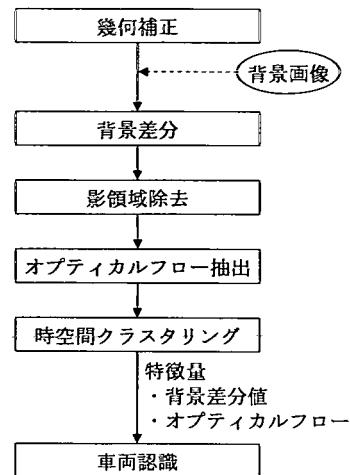 幾何補正
背景画像
背景差分
影領域除去
オプティカルフロー抽出
時空間クラスタリング
特徴量
・背景差分値
・オプティカルフロー
車両認識